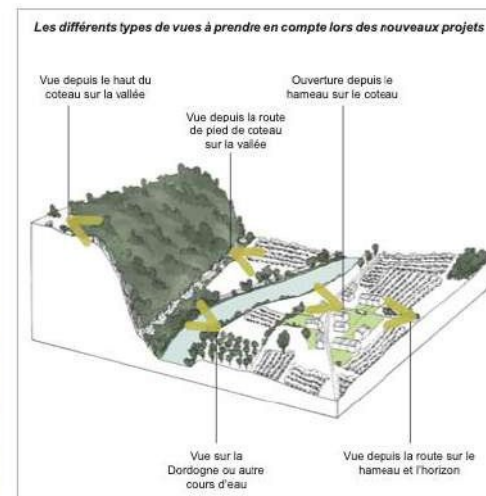 Les différents types de vues à prendre en compte lors des nouveaux projets
Vue depuis le haut du
coteau sur la vallée
Vue depuis la route
de pied de coteau
sur la vallée
Ouverture depuis le
hameau sur le coteau
Vue sur la
Dordogne ou autre
cours d'eau
Vue depuis la route sur le
hameau et l'horizon